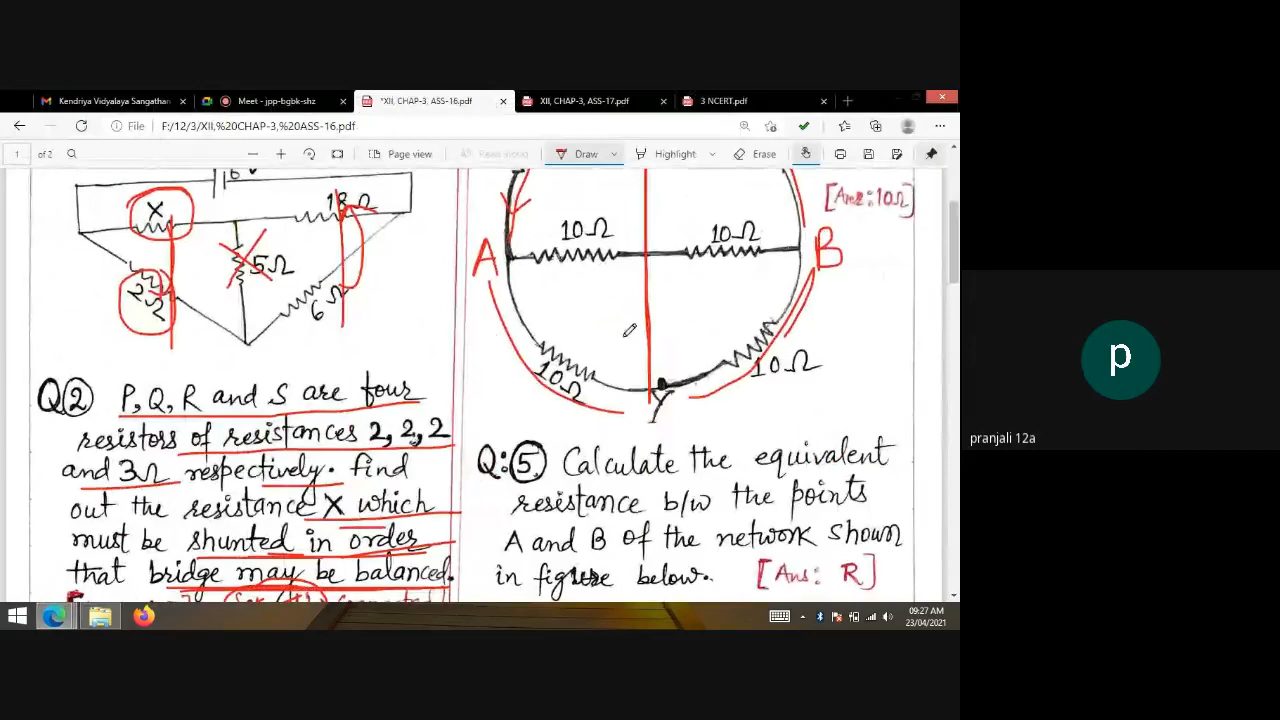 Kendriya Vidyalaya Sangathan
Meet - jpp-bgbk-shz
*XII, CHAP-3, ASS-16.pdf
XII, CHAP-3, ASS-17.pdf
3 NCERT.pdf
File
F:/12/3/XII,%20CHAP-3,%20ASS-16.pdf
1
of 2
Page view
Read aloud
Draw
Highlight
Erase
X
18Ω
5Ω
2Ω
6Ω
Q② P, Q, R and S are four
resistors of resistances 2, 2, 2
and 3Ω respectively. Find
out the resistance X which
must be shunted in order
that bridge may be balanced.
[Ans: 10Ω]
10Ω
10Ω
A
B
10Ω
10Ω
Y
Q:⑤ Calculate the equivalent
resistance b/w the points
A and B of the network shown
in figure below. [Ans: R]
09:27 AM
23/04/2021
p
pranjali 12a